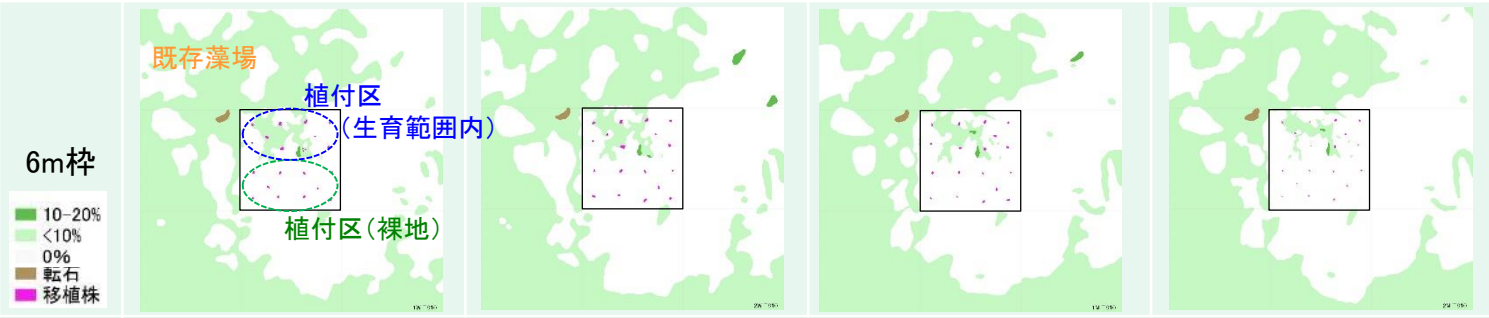 既存藻場
植付区
(生育範囲内)
6m枠
植付区(裸地)
10-20%
<10%
0%
転石
移植株